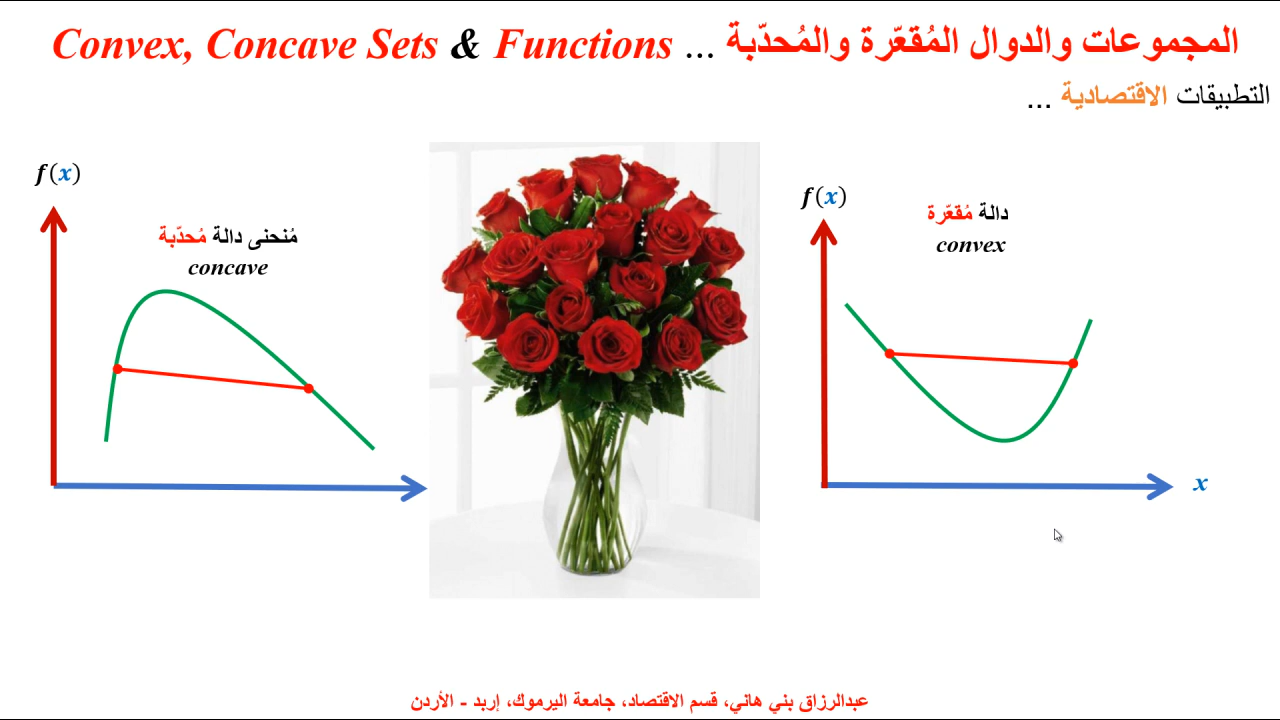 المجموعات والدوال المُقعّرة والمُحدّبة ... Convex, Concave Sets & Functions
التطبيقات الاقتصادية ...
f(x)
مُنحنى دالة مُحدّبة
concave
f(x)
دالة مُقعّرة
convex
x
عبدالرزاق بني هاني، قسم الاقتصاد، جامعة اليرموك، إربد - الأردن